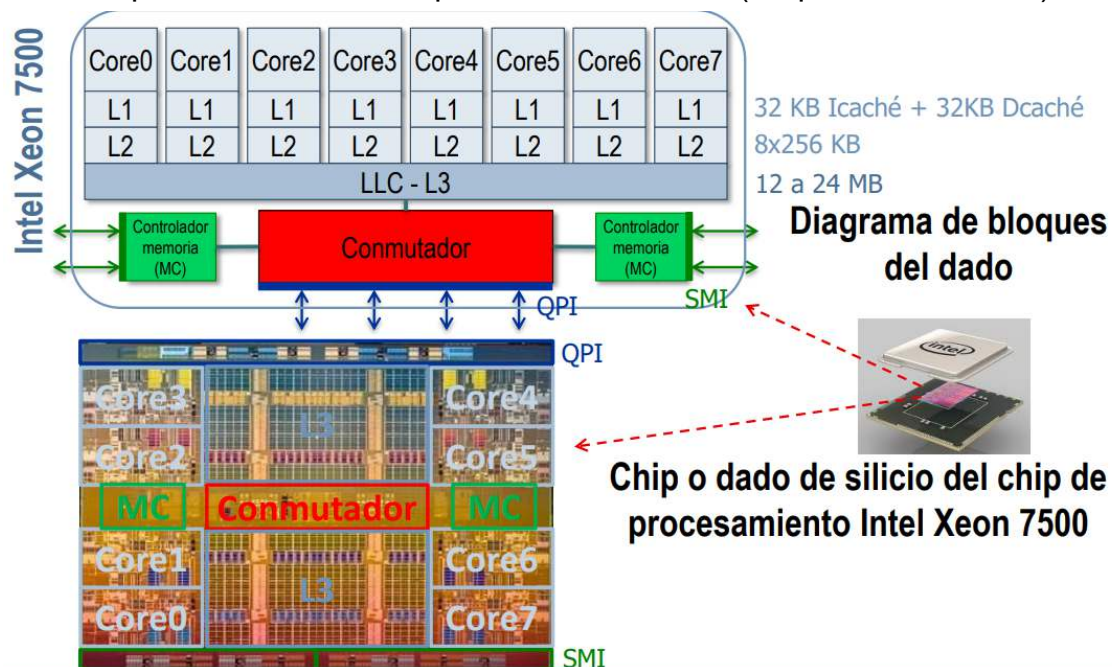 Intel Xeon 7500
Core0 Core1 Core2 Core3 Core4 Core5 Core6 Core7
L1 L1 L1 L1 L1 L1 L1 L1
32 KB Icaché + 32KB Dcaché
L2 L2 L2 L2 L2 L2 L2 L2
8x256 KB
LLC - L3
12 a 24 MB
Controlador
memoria
(MC)
Conmutador
Controlador
memoria
(MC)
SMI
QPI
Diagrama de bloques
del dado
QPI
Core3
L3
Core4
Core2
Core5
MC
Conmutador
MC
Core1
L3
Core6
Core0
Core7
SMI
intel
Chip o dado de silicio del chip de
procesamiento Intel Xeon 7500